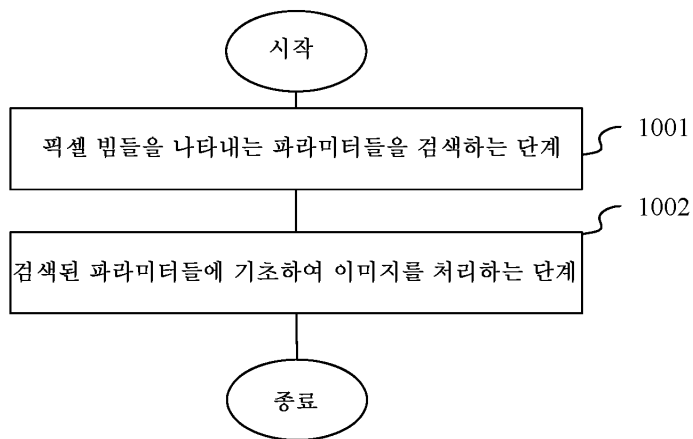 시작
픽셀 빔들을 나타내는 파라미터들을 검색하는 단계
1001
1002
검색된 파라미터들에 기초하여 이미지를 처리하는 단계
종료